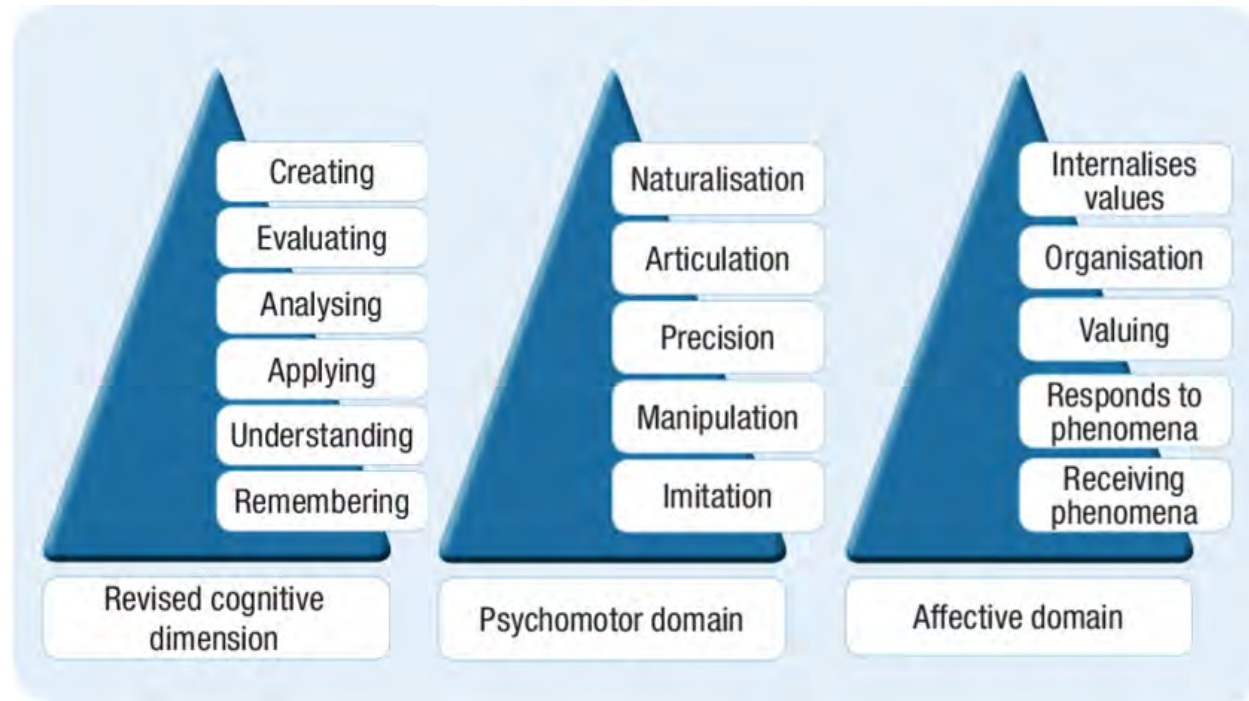 Creating
Evaluating
Analysing
Applying
Understanding
Remembering
Revised cognitive
dimension
Naturalisation
Articulation
Precision
Manipulation
Imitation
Psychomotor domain
Internalises
values
Organisation
Valuing
Responds to
phenomena
Receiving
phenomena
Affective domain